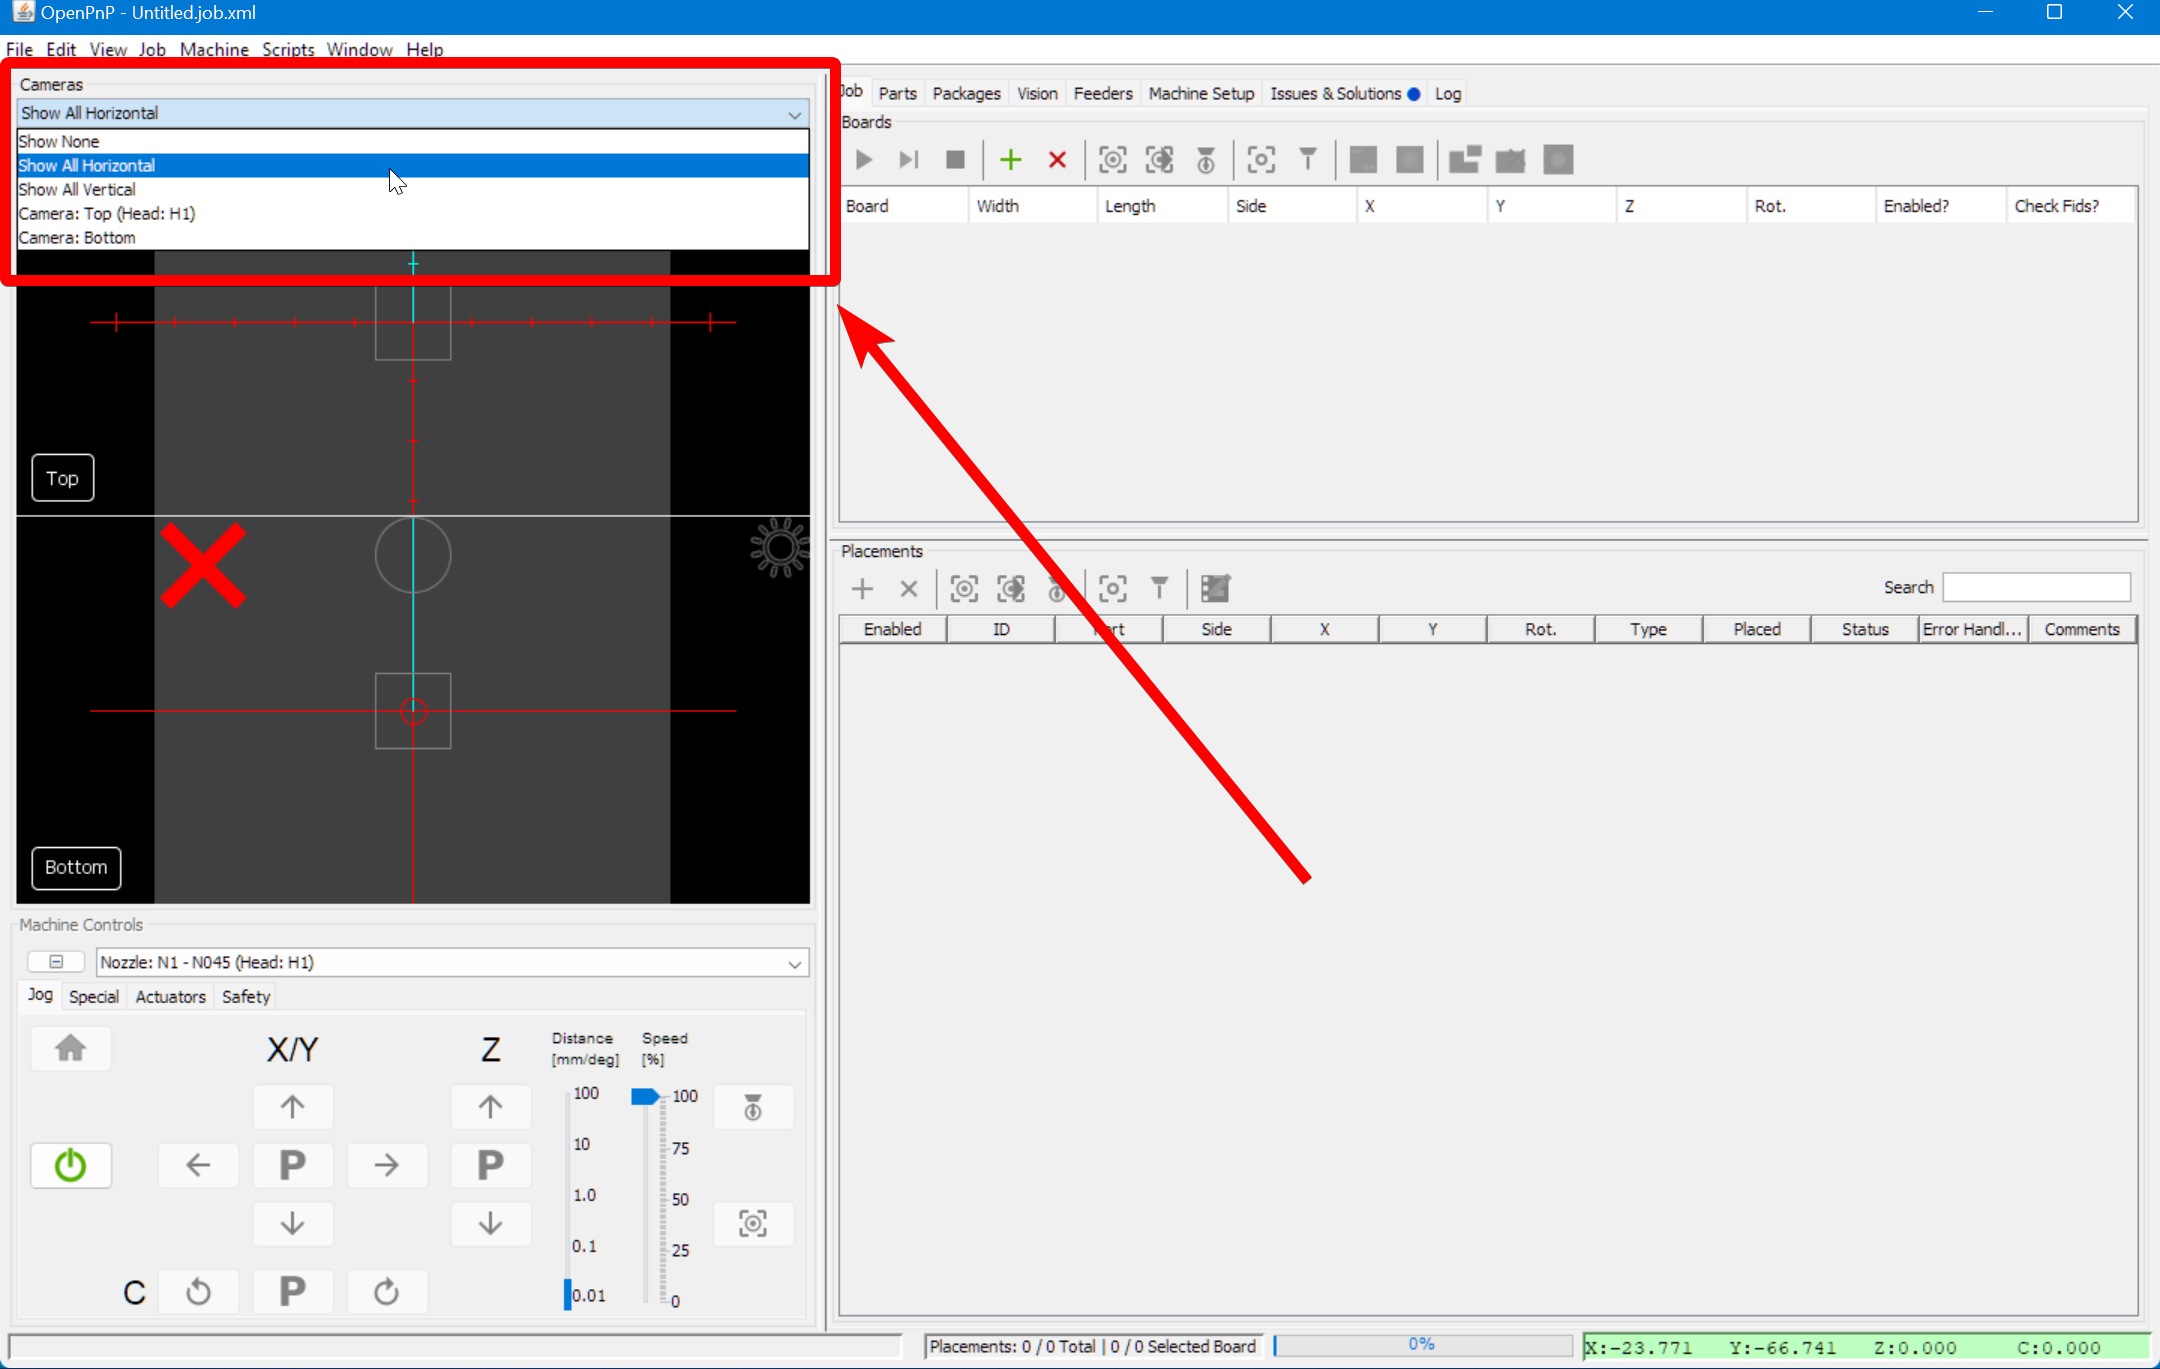 OpenPnP - Untitled.job.xml
File Edit View Job Machine Scripts Window Help
Cameras
Show All Horizontal
Show None
Show All Horizontal
Show All Vertical
Camera: Top (Head: H1)
Camera: Bottom
Top
Bottom
Job Parts Packages Vision Feeders Machine Setup Issues & Solutions Log
Boards
Board Width Length Side X Y Z Rot. Enabled? Check Fids?
Placements
Search
Enabled ID Part Side X Y Rot. Type Placed Status Error Handl... Comments
Machine Controls
Nozzle: N1 - N045 (Head: H1)
Jog Special Actuators Safety
X/Y Z
Distance [mm/deg]
Speed [%]
100 100
10 75
1.0 50
0.1 25
0.01 0
P P
C P
Placements: 0 / 0 Total | 0 / 0 Selected Board
0%
X:-23.771 Y:-66.741 Z:0.000 C:0.000